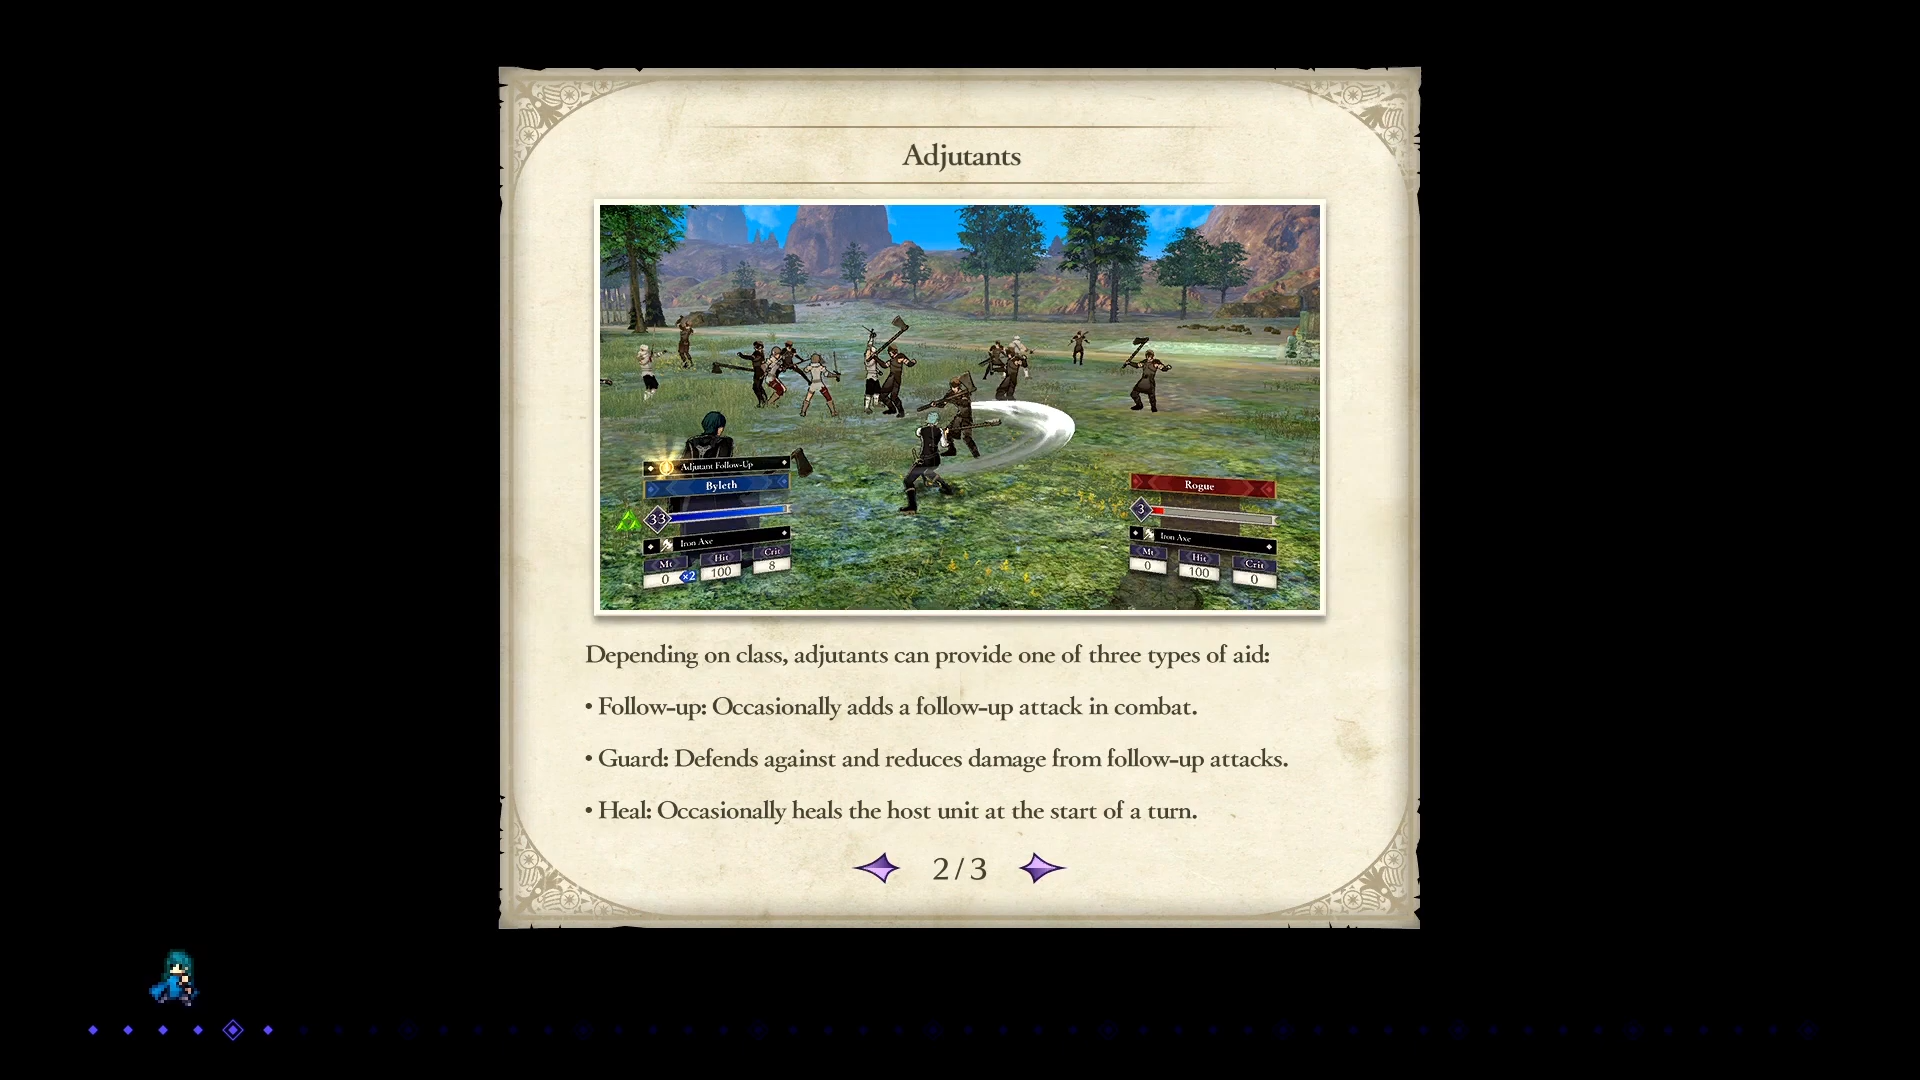 Adjutants
Adjutant Follow-Up
Byleth
33
Iron Axe
Mt Hit Crit
0 x2 100 8
Rogue
3
Iron Axe
Mt Hit Crit
0 100 0
Depending on class, adjutants can provide one of three types of aid:
• Follow-up: Occasionally adds a follow-up attack in combat.
• Guard: Defends against and reduces damage from follow-up attacks.
• Heal: Occasionally heals the host unit at the start of a turn.
2/3